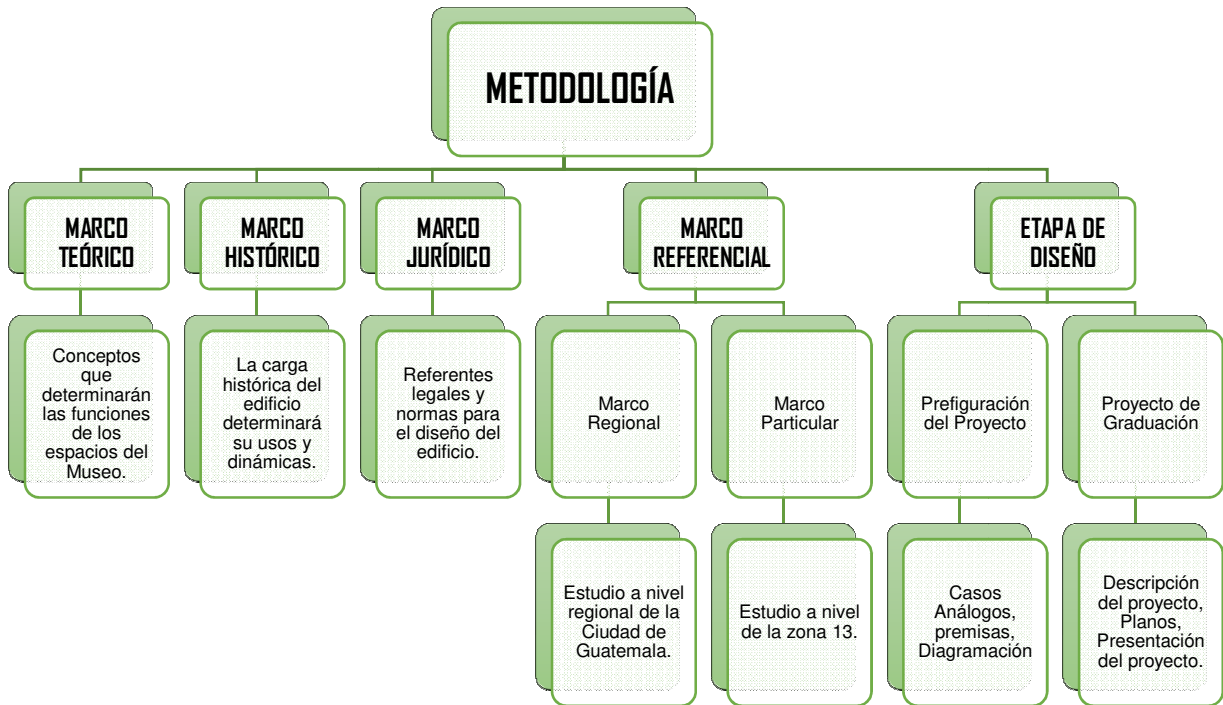 METODOLOGÍA
MARCO
TEÓRICO
MARCO
HISTÓRICO
MARCO
JURÍDICO
MARCO
REFERENCIAL
ETAPA DE
DISEÑO
Conceptos
que
determinarán
las funciones
de los
espacios del
Museo.
La carga
histórica del
edificio
determinará
su usos y
dinámicas.
Referentes
legales y
normas para
el diseño del
edificio.
Marco
Regional
Marco
Particular
Prefiguración
del Proyecto
Proyecto de
Graduación
Estudio a nivel
regional de la
Ciudad de
Guatemala.
Estudio a nivel
de la zona 13.
Casos
Análogos,
premisas,
Diagramación
Descripción
del proyecto,
Planos,
Presentación
del proyecto.